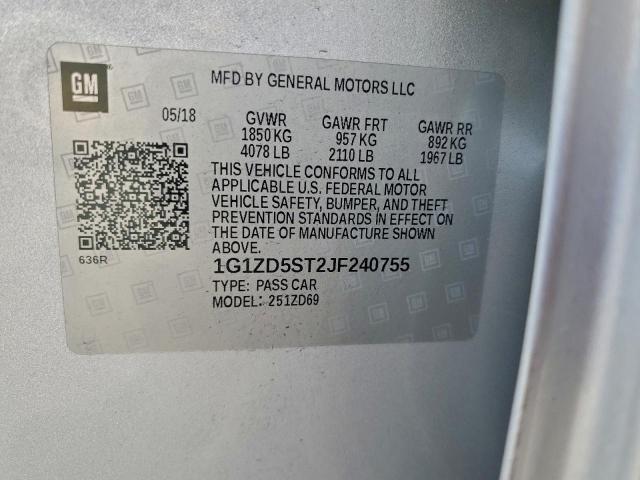 GM
MFD BY GENERAL MOTORS LLC
05/18 GVWR GAWR FRT GAWR RR
1850 KG 957 KG 892 KG
4078 LB 2110 LB 1967 LB
THIS VEHICLE CONFORMS TO ALL
APPLICABLE U.S. FEDERAL MOTOR
VEHICLE SAFETY, BUMPER, AND THEFT
PREVENTION STANDARDS IN EFFECT ON
THE DATE OF MANUFACTURE SHOWN
ABOVE.
636R
1G1ZD5ST2JF240755
TYPE: PASS CAR
MODEL: 251ZD69